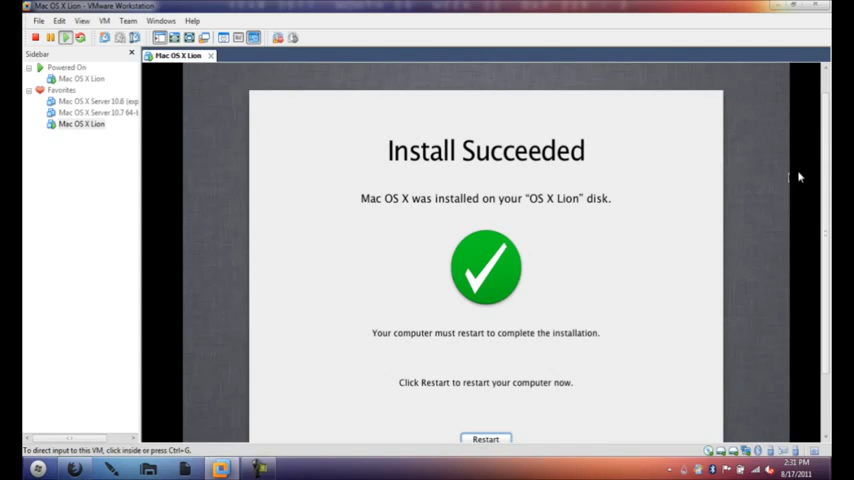 Mac OS X Lion - VMware Workstation
File Edit View VM Team Windows Help
Sidebar
Mac OS X Lion
Powered On
Mac OS X Lion
Favorites
Mac OS X Server 10.6 (exp
Mac OS X Server 10.7 64-b
Mac OS X Lion
Install Succeeded
Mac OS X was installed on your “OS X Lion” disk.
Your computer must restart to complete the installation.
Click Restart to restart your computer now.
Restart
To direct input to this VM, click inside or press Ctrl+G.
2:31 PM
8/17/2011